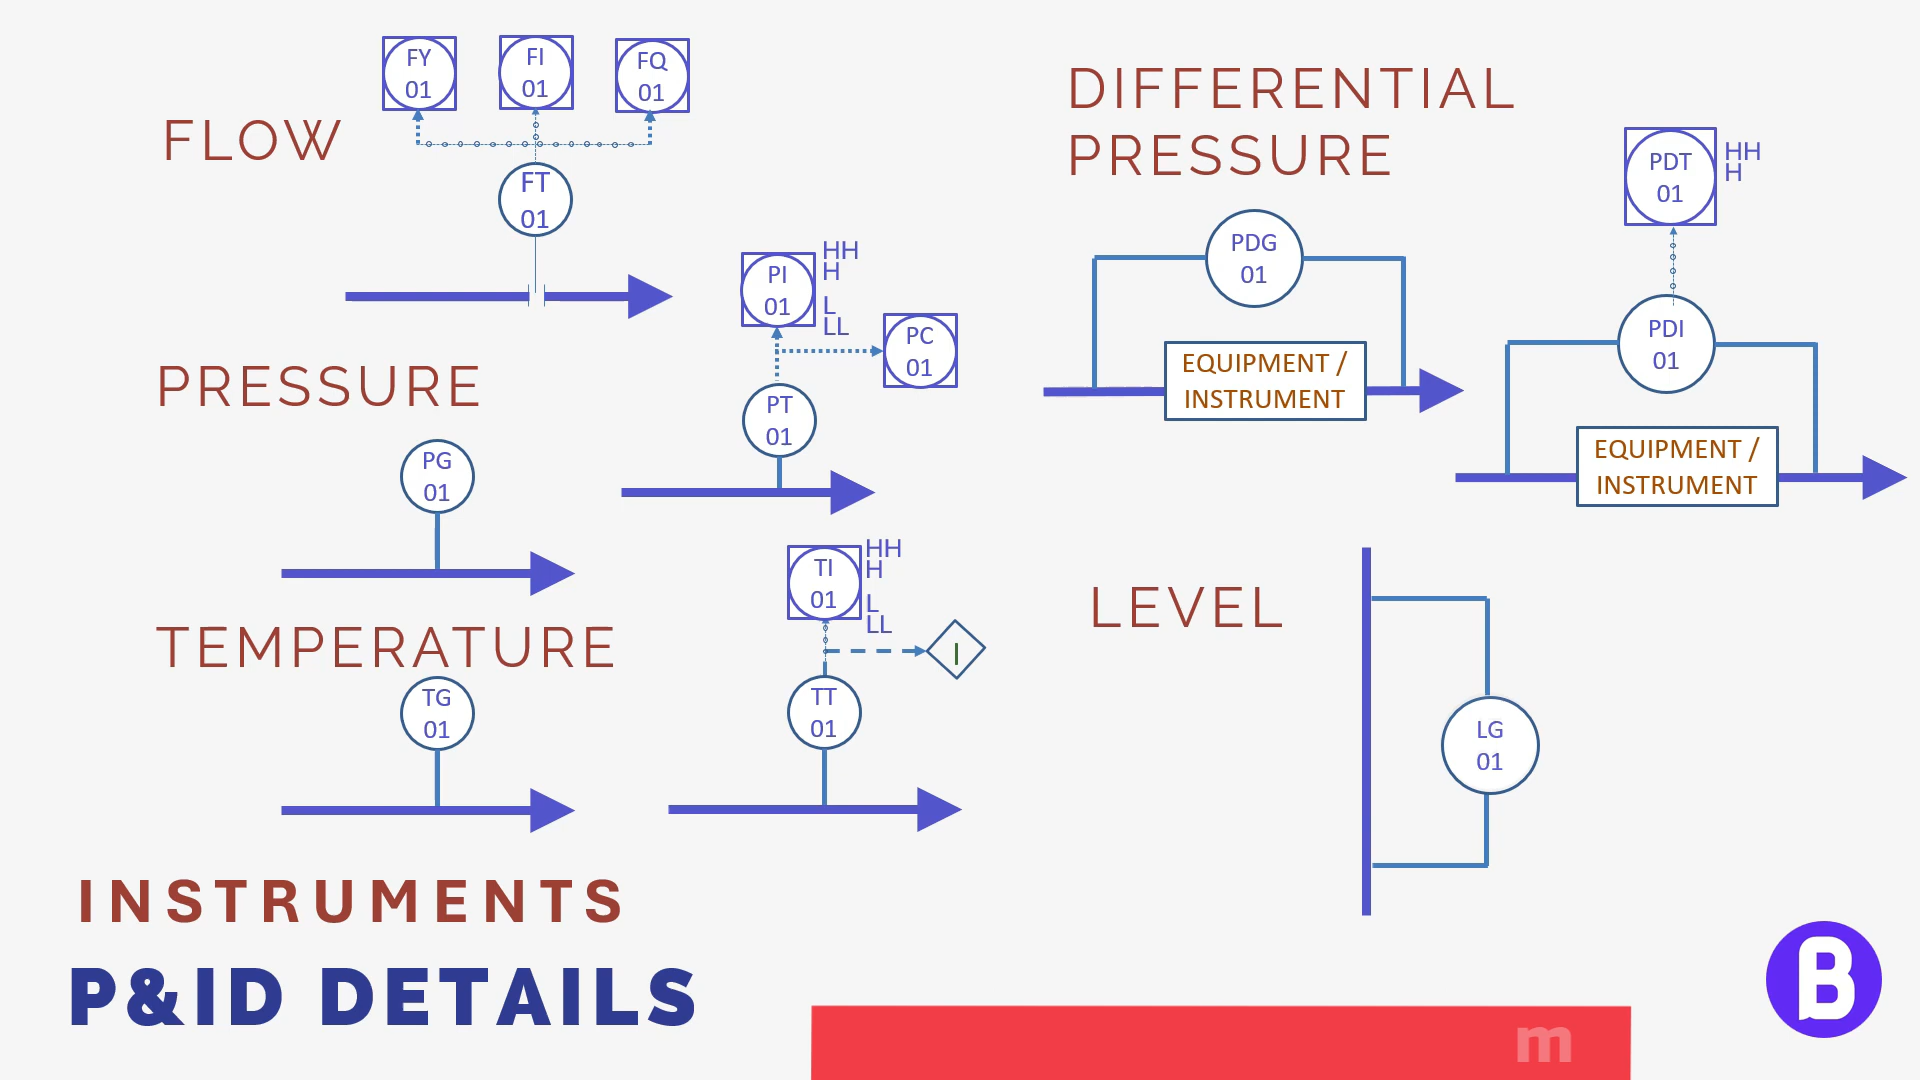 FLOW
FY
01
FI
01
FQ
01
FT
01
PRESSURE
PG
01
PI
01
HH
H
L
LL
PC
01
PT
01
TEMPERATURE
TG
01
TI
01
HH
H
L
LL
I
TT
01
DIFFERENTIAL
PRESSURE
PDG
01
EQUIPMENT /
INSTRUMENT
PDT
01
HH
H
PDI
01
EQUIPMENT /
INSTRUMENT
LEVEL
LG
01
INSTRUMENTS
P&ID DETAILS
m
B